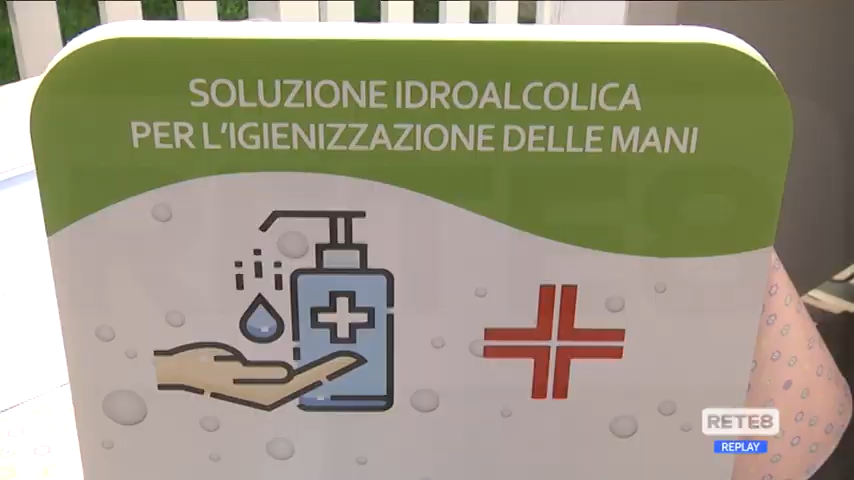 SOLUZIONE IDROALCOLICA
PER L'IGIENIZZAZIONE DELLE MANI
RETE8
REPLAY